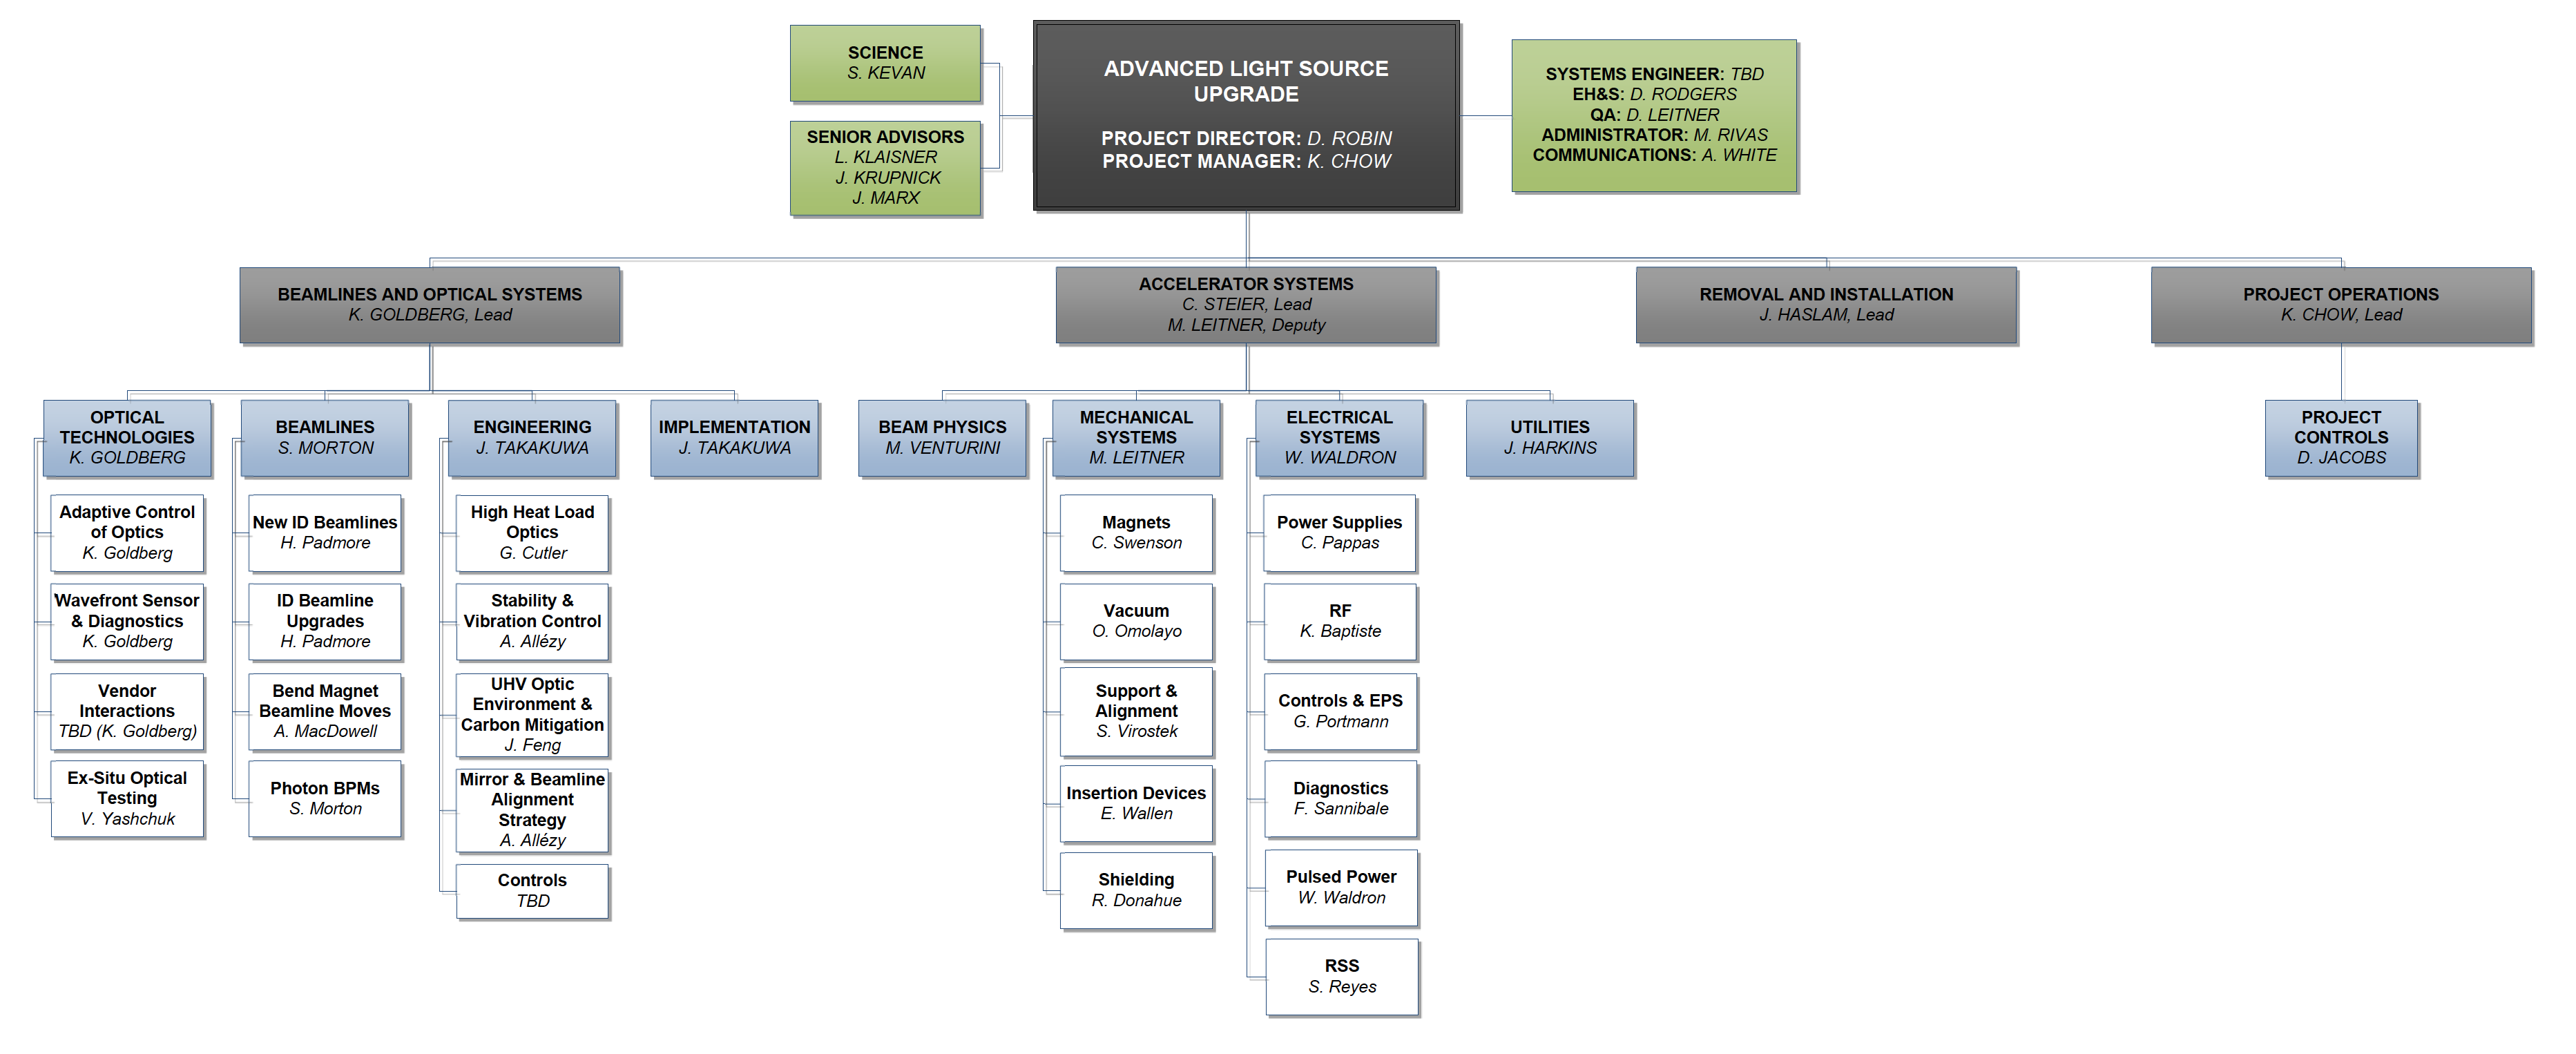 SCIENCE
S. KEVAN
SENIOR ADVISORS
L. KLAISNER
J. KRUPNICK
J. MARX
ADVANCED LIGHT SOURCE
UPGRADE
PROJECT DIRECTOR: D. ROBIN
PROJECT MANAGER: K. CHOW
SYSTEMS ENGINEER: TBD
EH&S: D. RODGERS
QA: D. LEITNER
ADMINISTRATOR: M. RIVAS
COMMUNICATIONS: A. WHITE
BEAMLINES AND OPTICAL SYSTEMS
K. GOLDBERG, Lead
ACCELERATOR SYSTEMS
C. STEIER, Lead
M. LEITNER, Deputy
REMOVAL AND INSTALLATION
J. HASLAM, Lead
PROJECT OPERATIONS
K. CHOW, Lead
OPTICAL
TECHNOLOGIES
K. GOLDBERG
Adaptive Control
of Optics
K. Goldberg
Wavefront Sensor
& Diagnostics
K. Goldberg
Vendor
Interactions
TBD (K. Goldberg)
Ex-Situ Optical
Testing
V. Yashchuk
BEAMLINES
S. MORTON
New ID Beamlines
H. Padmore
ID Beamline
Upgrades
H. Padmore
Bend Magnet
Beamline Moves
A. MacDowell
Photon BPMs
S. Morton
ENGINEERING
J. TAKAKUWA
High Heat Load
Optics
G. Cutler
Stability &
Vibration Control
A. Allézy
UHV Optic
Environment &
Carbon Mitigation
J. Feng
Mirror & Beamline
Alignment
Strategy
A. Allézy
Controls
TBD
IMPLEMENTATION
J. TAKAKUWA
BEAM PHYSICS
M. VENTURINI
MECHANICAL
SYSTEMS
M. LEITNER
Magnets
C. Swenson
Vacuum
O. Omolayo
Support &
Alignment
S. Virostek
Insertion Devices
E. Wallen
Shielding
R. Donahue
ELECTRICAL
SYSTEMS
W. WALDRON
Power Supplies
C. Pappas
RF
K. Baptiste
Controls & EPS
G. Portmann
Diagnostics
F. Sannibale
Pulsed Power
W. Waldron
RSS
S. Reyes
UTILITIES
J. HARKINS
PROJECT
CONTROLS
D. JACOBS